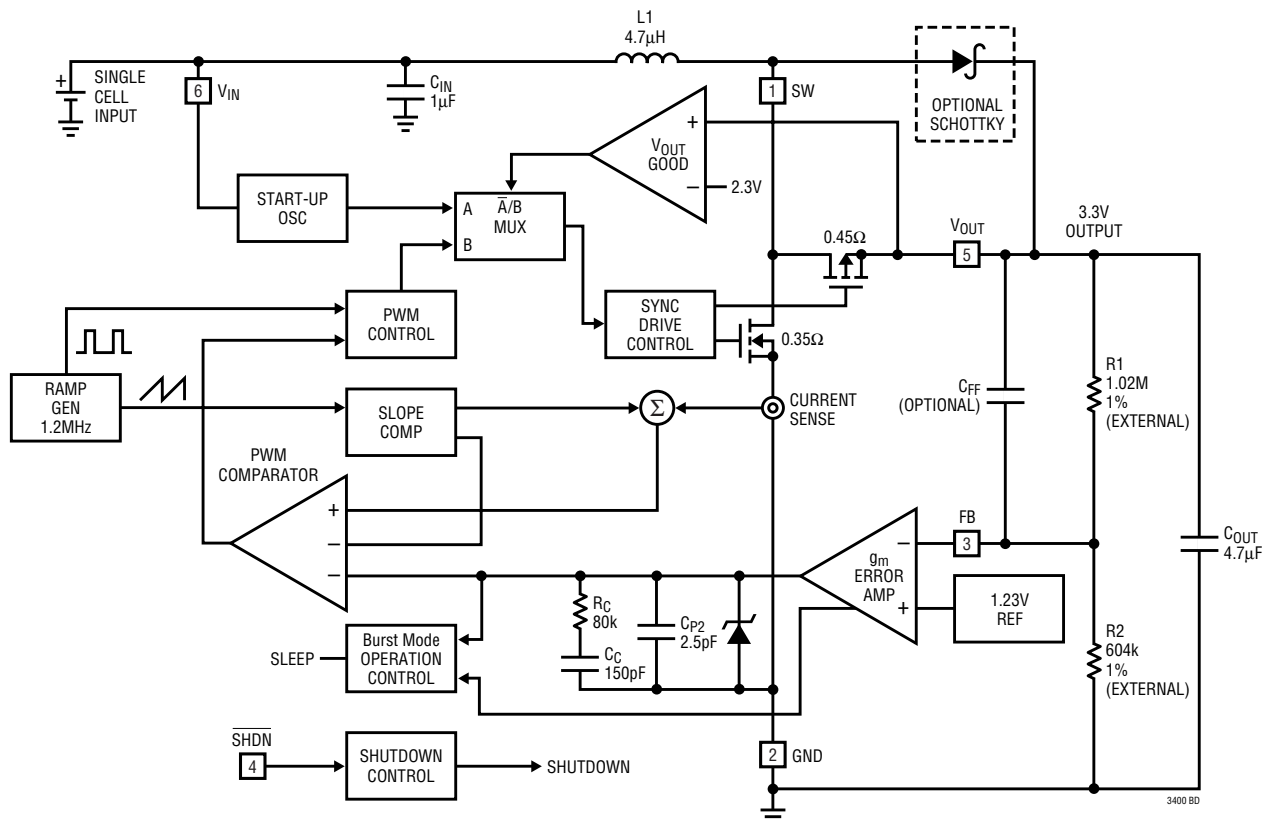 L1
4.7µH
+
SINGLE
CELL
INPUT
6
VIN
CIN
1µF
1
SW
OPTIONAL
SCHOTTKY
+
VOUT
GOOD
–
2.3V
START-UP
OSC
A
B
A̅/B
MUX
0.45Ω
VOUT
5
3.3V
OUTPUT
PWM
CONTROL
SYNC
DRIVE
CONTROL
0.35Ω
RAMP
GEN
1.2MHz
SLOPE
COMP
Σ
CURRENT
SENSE
CFF
(OPTIONAL)
R1
1.02M
1%
(EXTERNAL)
PWM
COMPARATOR
+
–
–
FB
3
–
gm
ERROR
AMP
+
1.23V
REF
COUT
4.7µF
RC
80k
CC
150pF
CP2
2.5pF
R2
604k
1%
(EXTERNAL)
SLEEP
Burst Mode
OPERATION
CONTROL
S̅H̅D̅N̅
4
SHUTDOWN
CONTROL
SHUTDOWN
2
GND
3400 BD